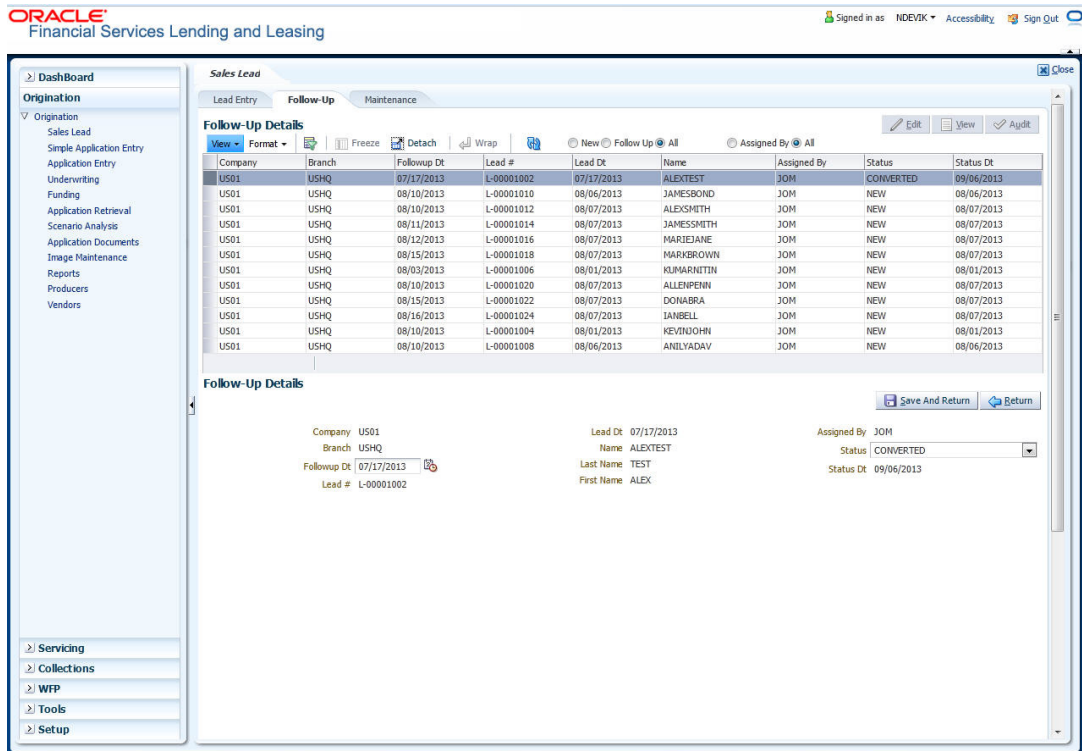 ORACLE®
Financial Services Lending and Leasing
Signed in as NDEVIK Accessibility Sign Out
Close
DashBoard
Origination
Origination
Sales Lead
Simple Application Entry
Application Entry
Underwriting
Funding
Application Retrieval
Scenario Analysis
Application Documents
Image Maintenance
Reports
Producers
Vendors
Servicing
Collections
WFP
Tools
Setup
Sales Lead
Lead Entry Follow-Up Maintenance
Follow-Up Details
Edit View Audit
View Format Freeze Detach Wrap New Follow Up All Assigned By All
Company Branch Followup Dt Lead # Lead Dt Name Assigned By Status Status Dt
US01 USHQ 07/17/2013 L-00001002 07/17/2013 ALEXTEST JOM CONVERTED 09/06/2013
US01 USHQ 08/10/2013 L-00001010 08/06/2013 JAMESBOND JOM NEW 08/06/2013
US01 USHQ 08/10/2013 L-00001012 08/07/2013 ALEXSMITH JOM NEW 08/07/2013
US01 USHQ 08/11/2013 L-00001014 08/07/2013 JAMESSMITH JOM NEW 08/07/2013
US01 USHQ 08/12/2013 L-00001016 08/07/2013 MARIEJANE JOM NEW 08/07/2013
US01 USHQ 08/15/2013 L-00001018 08/07/2013 MARKBROWN JOM NEW 08/07/2013
US01 USHQ 08/03/2013 L-00001006 08/01/2013 KUMARNITIN JOM NEW 08/01/2013
US01 USHQ 08/10/2013 L-00001020 08/07/2013 ALLENPENN JOM NEW 08/07/2013
US01 USHQ 08/15/2013 L-00001022 08/07/2013 DONABRA JOM NEW 08/07/2013
US01 USHQ 08/16/2013 L-00001024 08/07/2013 IANBELL JOM NEW 08/07/2013
US01 USHQ 08/10/2013 L-00001004 08/01/2013 KEVINJOHN JOM NEW 08/01/2013
US01 USHQ 08/10/2013 L-00001008 08/06/2013 ANILYADAV JOM NEW 08/06/2013
Follow-Up Details
Save And Return Return
Company US01 Lead Dt 07/17/2013 Assigned By JOM
Branch USHQ Name ALEXTEST Status CONVERTED
Followup Dt 07/17/2013 Last Name TEST Status Dt 09/06/2013
Lead # L-00001002 First Name ALEX